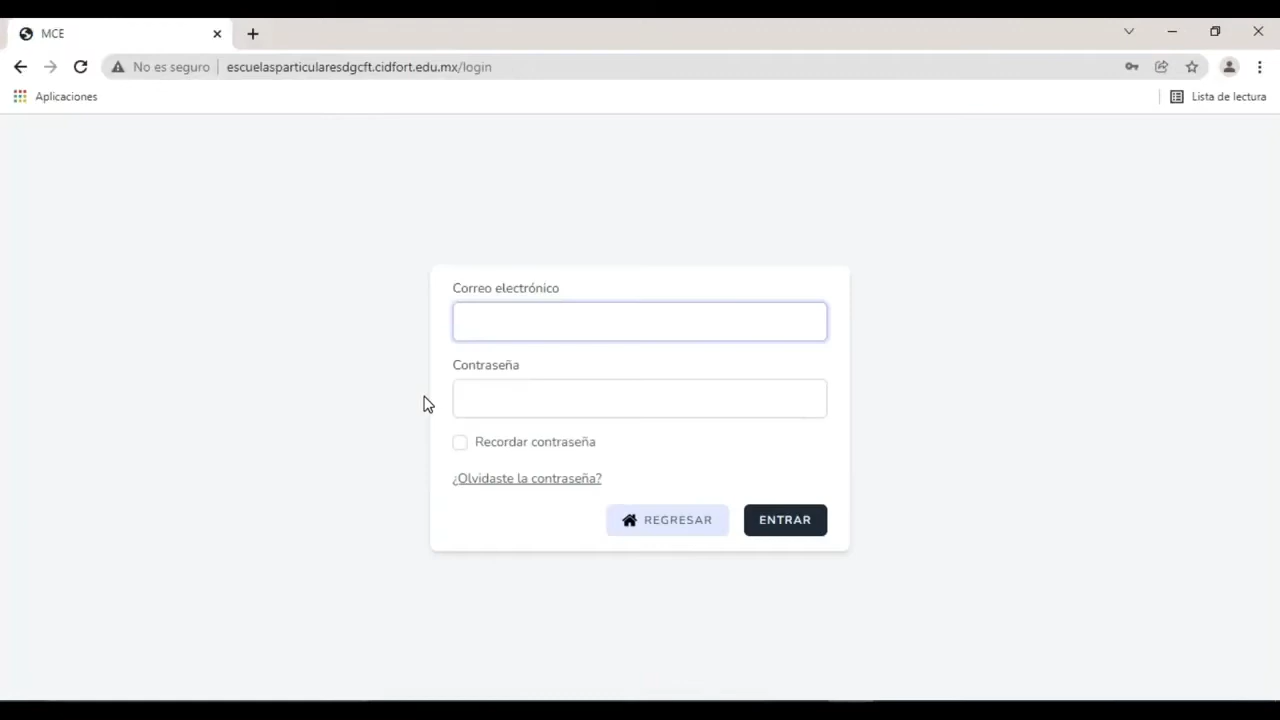 MCE
No es seguro
escuelasparticularesdgcft.cidfort.edu.mx/login
Aplicaciones
Lista de lectura
Correo electrónico
Contraseña
Recordar contraseña
¿Olvidaste la contraseña?
REGRESAR
ENTRAR